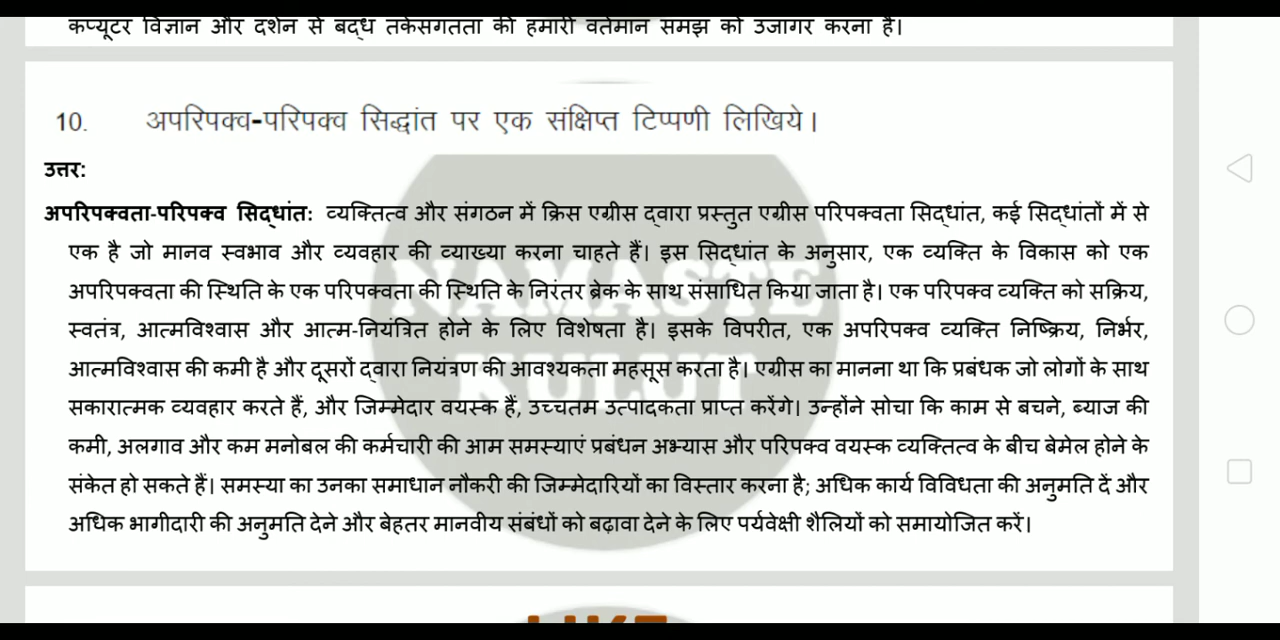 कंप्यूटर विज्ञान और दर्शन से बद्ध तर्कसंगतता की हमारी वर्तमान समझ को उजागर करना है।
10. अपरिपक्व-परिपक्व सिद्धांत पर एक संक्षिप्त टिप्पणी लिखिये।
उत्तर:
अपरिपक्वता-परिपक्व सिद्धांत: व्यक्तित्व और संगठन में क्रिस एग्रीस द्वारा प्रस्तुत एग्रीस परिपक्वता सिद्धांत, कई सिद्धांतों में से
एक है जो मानव स्वभाव और व्यवहार की व्याख्या करना चाहते हैं। इस सिद्धांत के अनुसार, एक व्यक्ति के विकास को एक
अपरिपक्वता की स्थिति के एक परिपक्वता की स्थिति के निरंतर ब्रेक के साथ संसाधित किया जाता है। एक परिपक्व व्यक्ति को सक्रिय,
स्वतंत्र, आत्मविश्वास और आत्म-नियंत्रित होने के लिए विशेषता है। इसके विपरीत, एक अपरिपक्व व्यक्ति निष्क्रिय, निर्भर,
आत्मविश्वास की कमी है और दूसरों द्वारा नियंत्रण की आवश्यकता महसूस करता है। एग्रीस का मानना था कि प्रबंधक जो लोगों के साथ
सकारात्मक व्यवहार करते हैं, और जिम्मेदार वयस्क हैं, उच्चतम उत्पादकता प्राप्त करेंगे। उन्होंने सोचा कि काम से बचने, ब्याज की
कमी, अलगाव और कम मनोबल की कर्मचारी की आम समस्याएं प्रबंधन अभ्यास और परिपक्व वयस्क व्यक्तित्व के बीच बेमेल होने के
संकेत हो सकते हैं। समस्या का उनका समाधान नौकरी की जिम्मेदारियों का विस्तार करना है; अधिक कार्य विविधता की अनुमति दें और
अधिक भागीदारी की अनुमति देने और बेहतर मानवीय संबंधों को बढ़ावा देने के लिए पर्यवेक्षी शैलियों को समायोजित करें।
NAMASTE
KULUT
LIKE